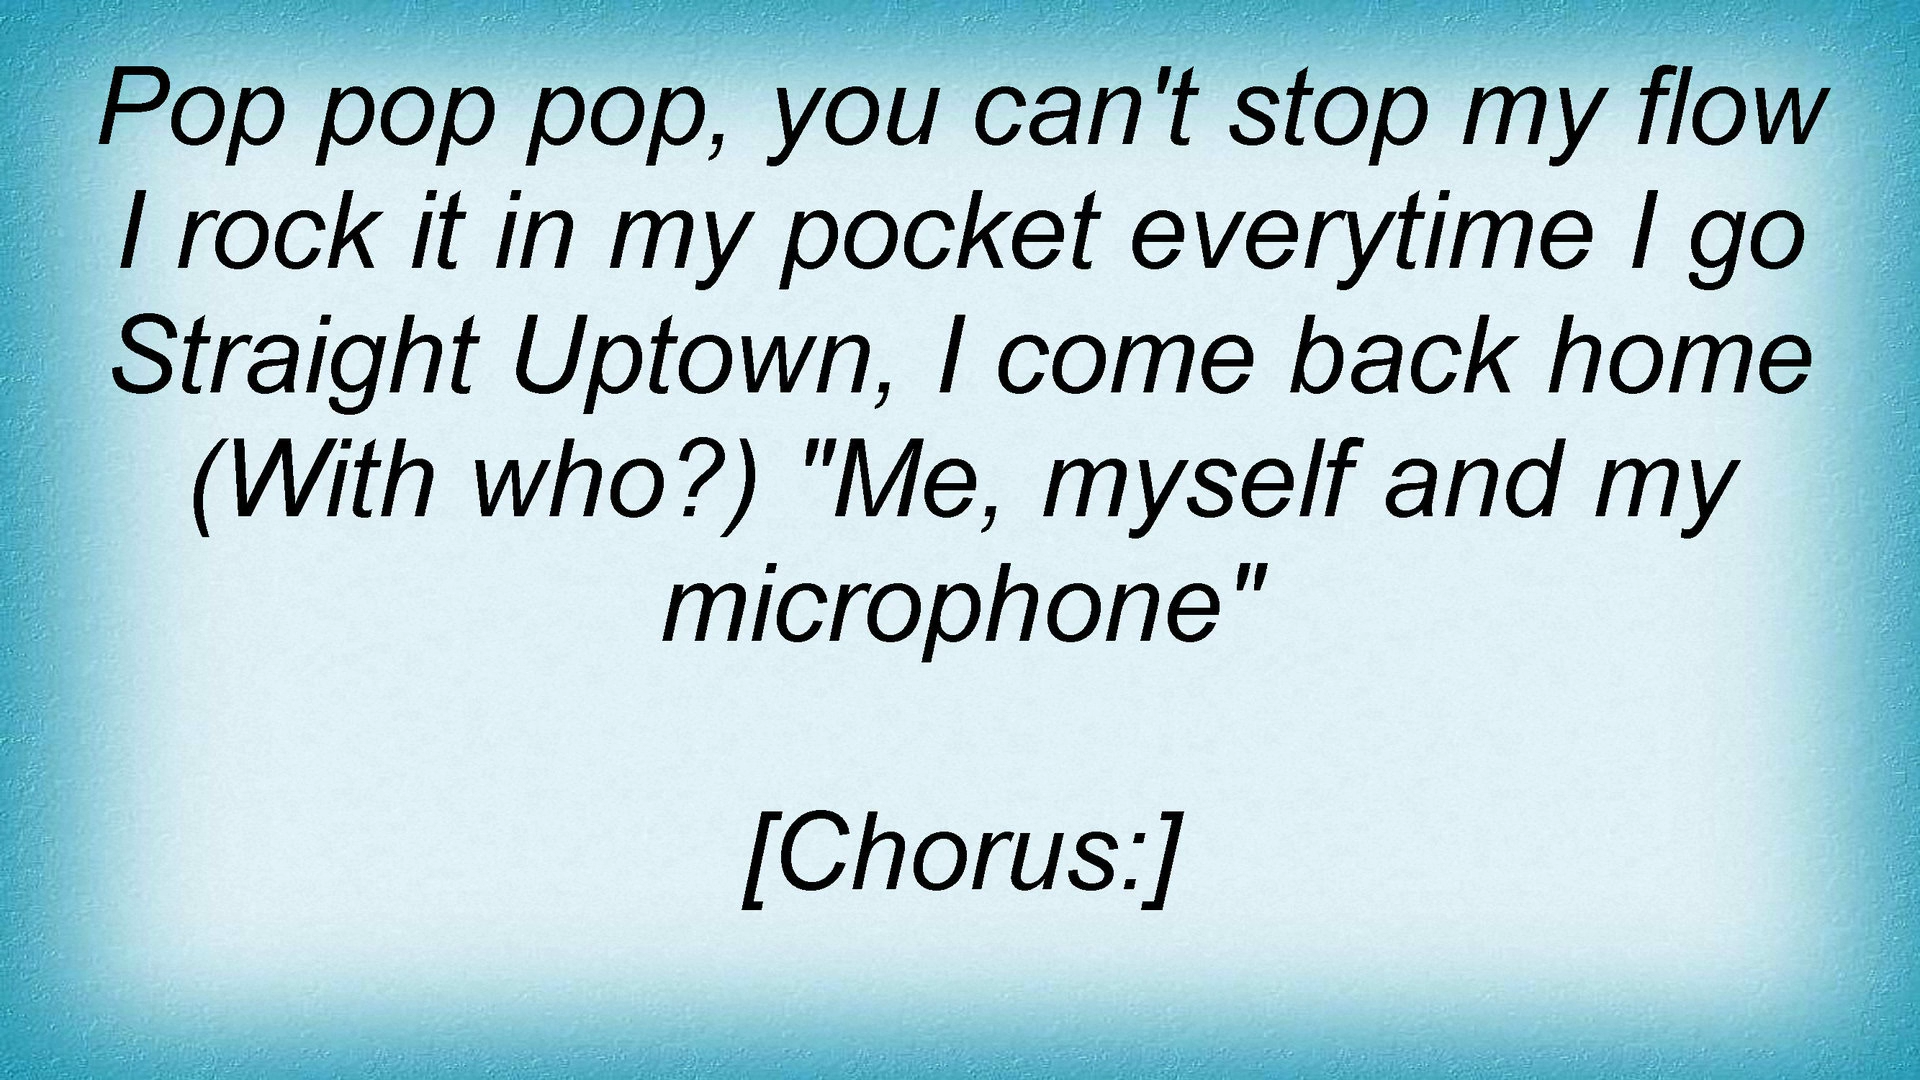 Pop pop pop, you can't stop my flow
I rock it in my pocket everytime I go
Straight Uptown, I come back home
(With who?) "Me, myself and my
microphone"
[Chorus:]